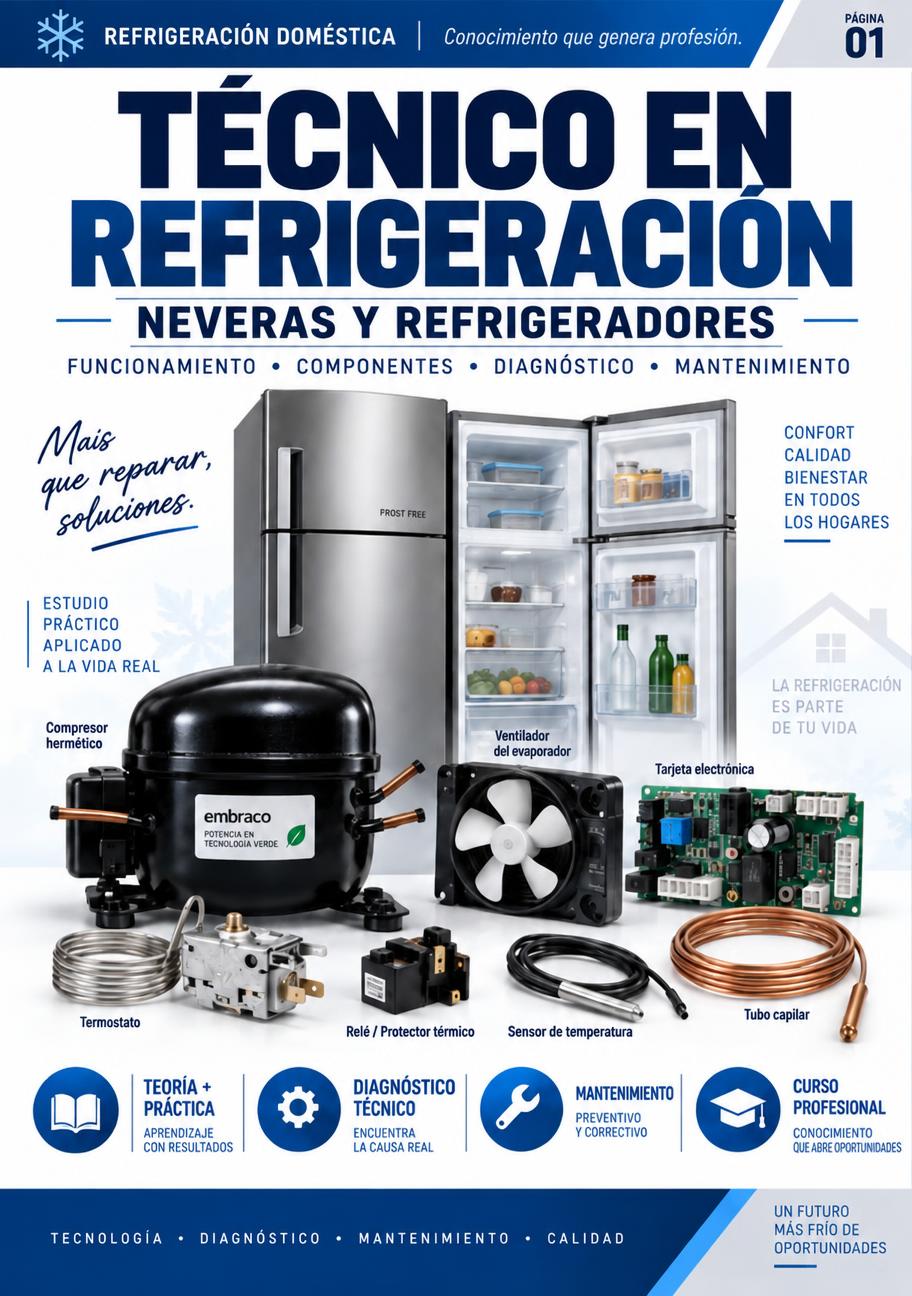 REFRIGERACIÓN DOMÉSTICA
Conocimiento que genera profesión.
PÁGINA
01
TÉCNICO EN
REFRIGERACIÓN
NEVERAS Y REFRIGERADORES
FUNCIONAMIENTO • COMPONENTES • DIAGNÓSTICO • MANTENIMIENTO
Mais
que reparar,
soluciones.
CONFORT
CALIDAD
BIENESTAR
EN TODOS
LOS HOGARES
FROST FREE
ESTUDIO
PRÁCTICO
APLICADO
A LA VIDA REAL
LA REFRIGERACIÓN
ES PARTE
DE TU VIDA
Compresor
hermético
Ventilador
del evaporador
Tarjeta electrónica
embraco
POTENCIA EN
TECNOLOGÍA VERDE
Termostato
Relé / Protector térmico
Sensor de temperatura
Tubo capilar
TEORÍA +
PRÁCTICA
APRENDIZAJE
CON RESULTADOS
DIAGNÓSTICO
TÉCNICO
ENCUENTRA
LA CAUSA REAL
MANTENIMIENTO
PREVENTIVO
Y CORRECTIVO
CURSO
PROFESIONAL
CONOCIMIENTO
QUE ABRE OPORTUNIDADES
TECNOLOGÍA • DIAGNÓSTICO • MANTENIMIENTO • CALIDAD
UN FUTURO
MÁS FRÍO DE
OPORTUNIDADES